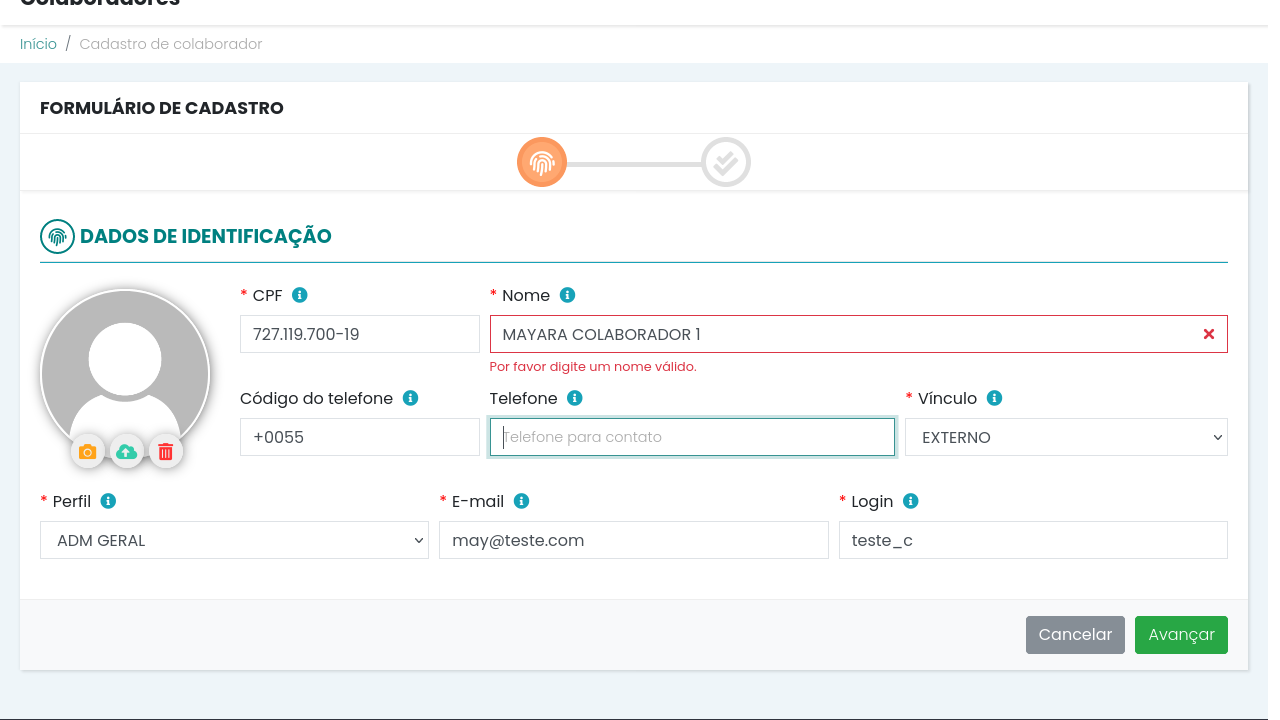 Colaboradores
Início / Cadastro de colaborador
FORMULÁRIO DE CADASTRO
DADOS DE IDENTIFICAÇÃO
* CPF
* Nome
727.119.700-19
MAYARA COLABORADOR 1
Por favor digite um nome válido.
Código do telefone
Telefone
* Vínculo
+0055
Telefone para contato
EXTERNO
* Perfil
* E-mail
* Login
ADM GERAL
may@teste.com
teste_c
Cancelar
Avançar